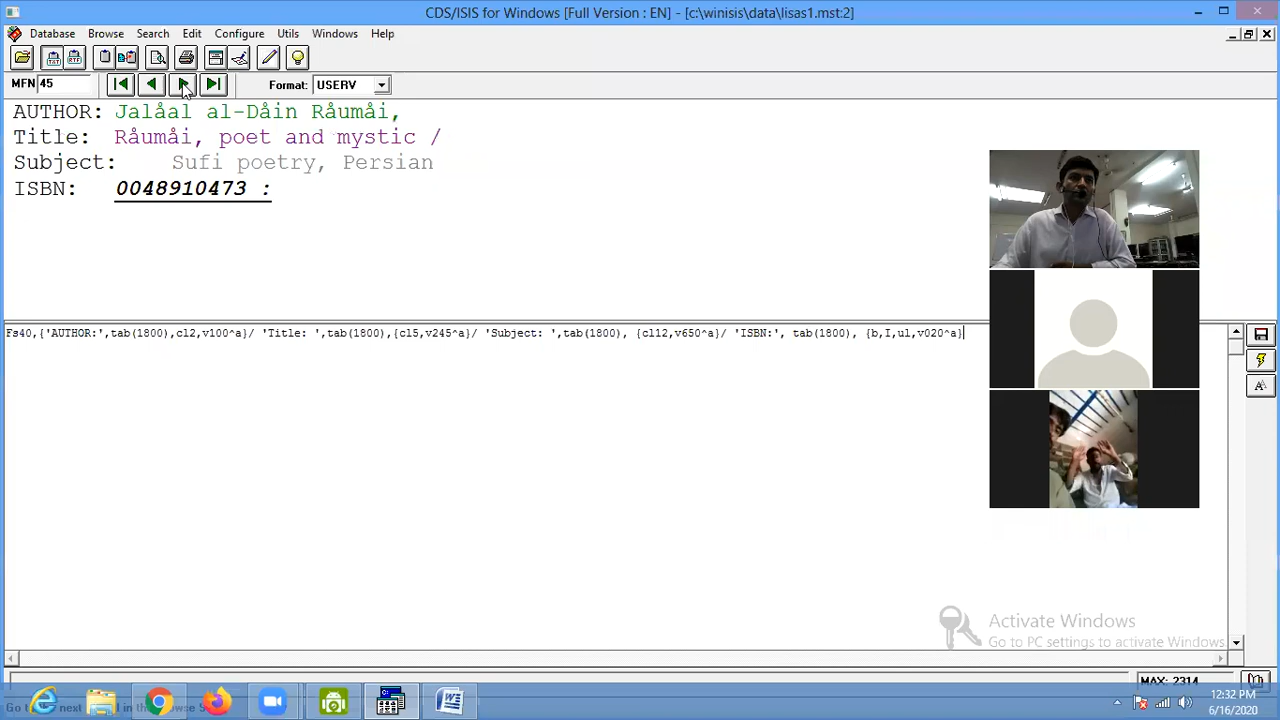 CDS/ISIS for Windows [Full Version : EN] - [c:\winisis\data\lisas1.mst:2]
Database Browse Search Edit Configure Utils Windows Help
MFN 45 Format: USERV
AUTHOR: Jalåal al-Dåin Råumåi,
Title: Råumåi, poet and mystic /
Subject: Sufi poetry, Persian
ISBN: 0048910473 :
Fs40,{'AUTHOR:',tab(1800),cl2,v100^a}/ 'Title: ',tab(1800),{cl5,v245^a}/ 'Subject: ',tab(1800), {cl12,v650^a}/ 'ISBN:', tab(1800), {b,I,ul,v020^a}
Activate Windows
Go to PC settings to activate Windows
MAX: 2314
12:32 PM
6/16/2020